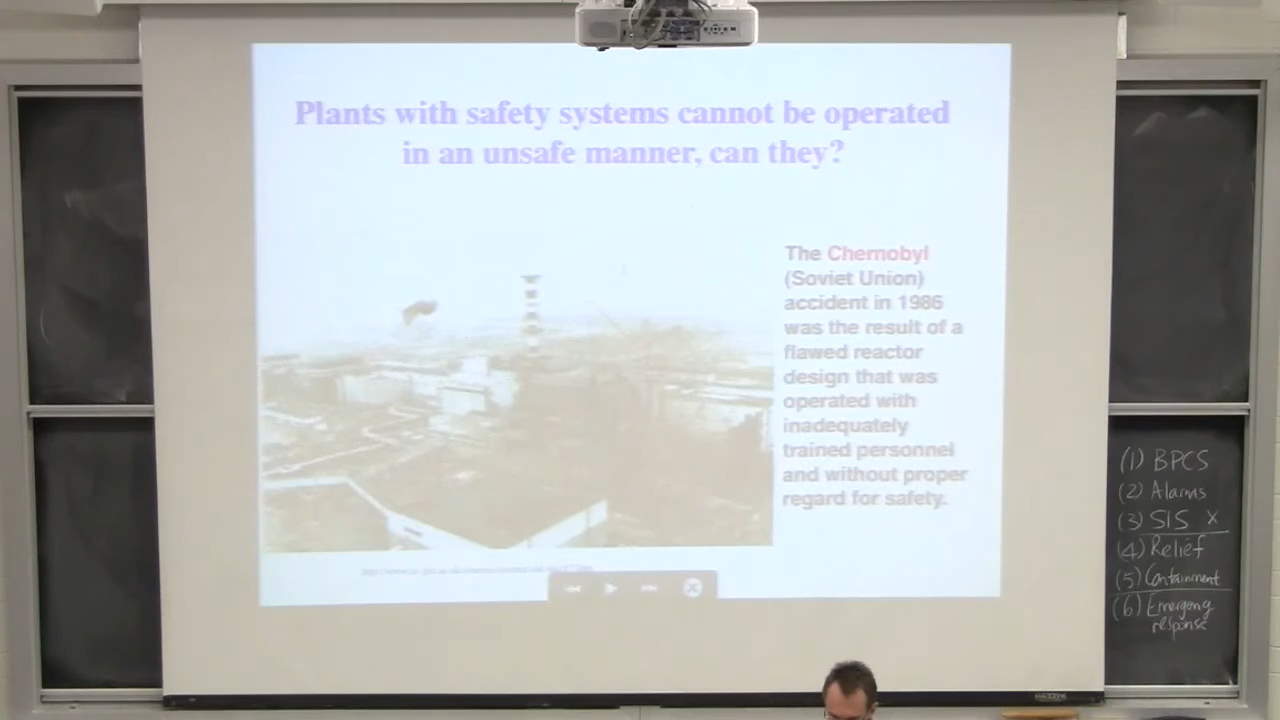 Plants with safety systems cannot be operated
in an unsafe manner, can they?
The Chernobyl
(Soviet Union)
accident in 1986
was the result of a
flawed reactor
design that was
operated with
inadequately
trained personnel
and without proper
regard for safety.
(1) BPCS
(2) Alarms
(3) SIS X
(4) Relief
(5) Containment
(6) Emergency
response